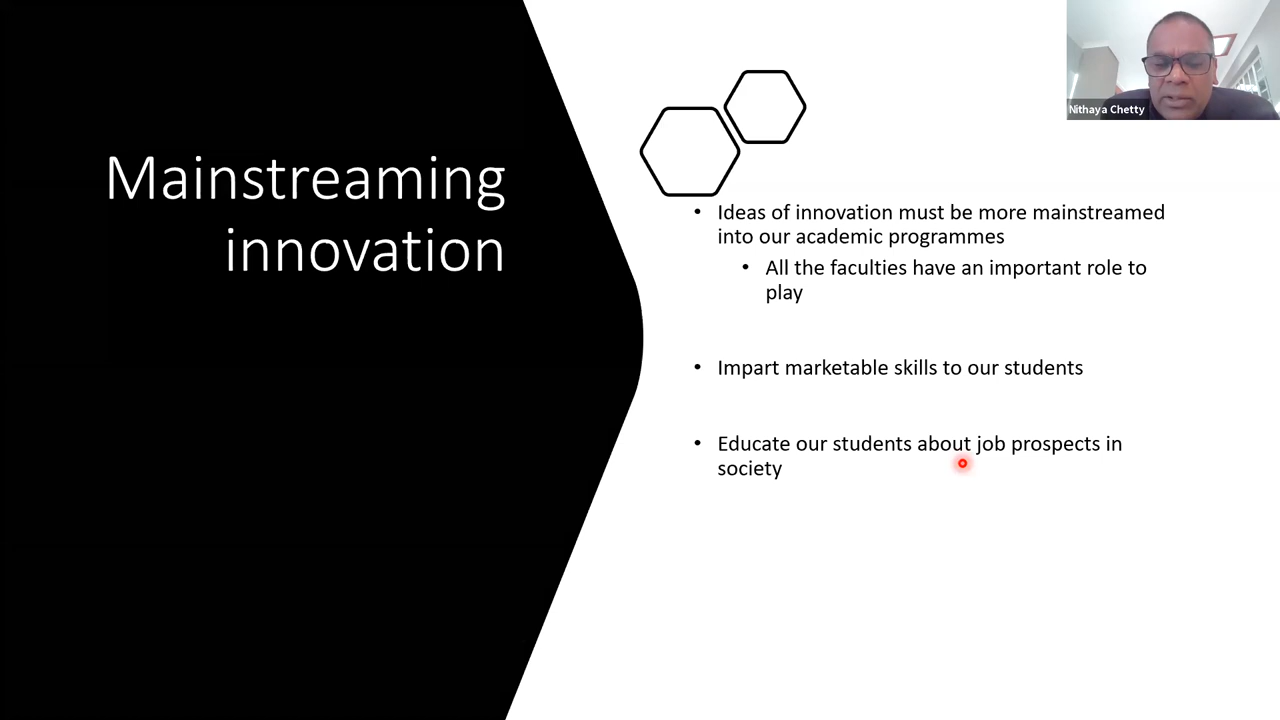 Mainstreaming
innovation
Nithaya Chetty
• Ideas of innovation must be more mainstreamed
into our academic programmes
• All the faculties have an important role to
play
• Impart marketable skills to our students
• Educate our students about job prospects in
society